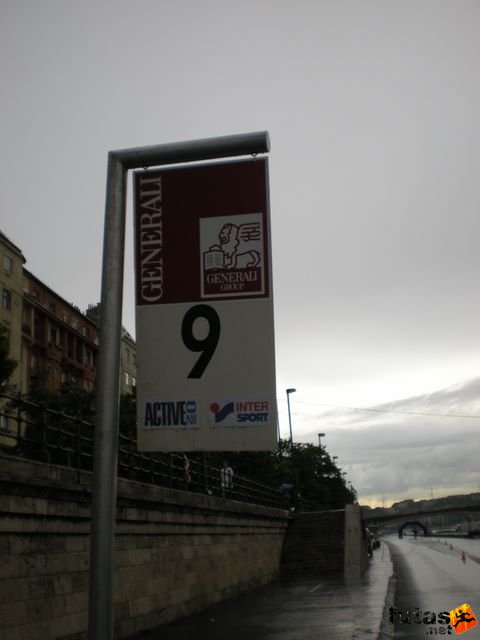 GENERALI
GENERALI
GROUP
9
ACTIVE
INTER
SPORT
futas
.net